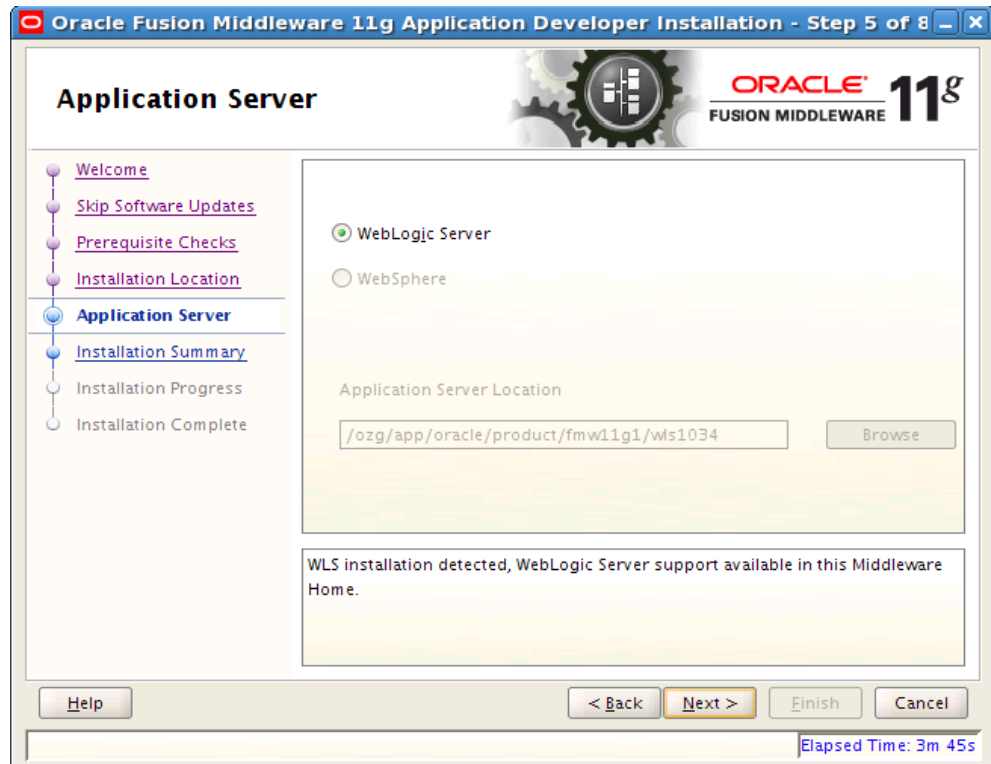 Oracle Fusion Middleware 11g Application Developer Installation - Step 5 of 8
Application Server
ORACLE
FUSION MIDDLEWARE 11g
Welcome
Skip Software Updates
Prerequisite Checks
Installation Location
Application Server
Installation Summary
Installation Progress
Installation Complete
WebLogic Server
WebSphere
Application Server Location
/ozg/app/oracle/product/fmw11g1/wls1034
Browse
WLS installation detected, WebLogic Server support available in this Middleware
Home.
Help
< Back
Next >
Finish
Cancel
Elapsed Time: 3m 45s